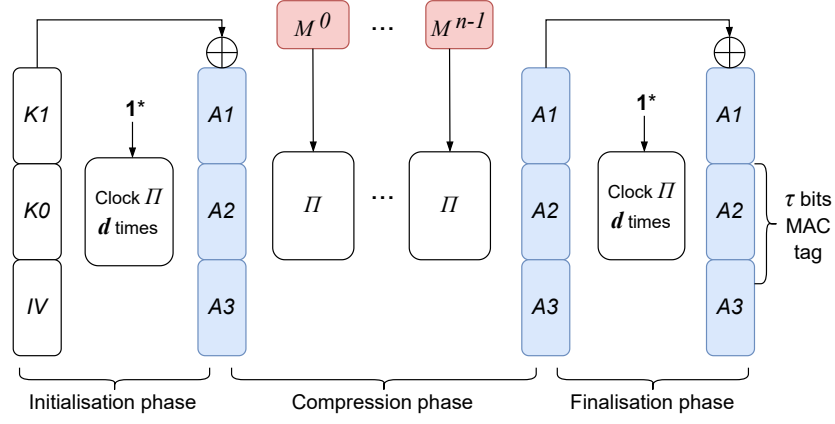 M^0 ... M^{n-1}
K1
K0
IV
1*
Clock Π
d times
A1
A2
A3
Π ... Π
A1
A2
A3
1*
Clock Π
d times
A1
A2
A3
τ bits
MAC
tag
Initialisation phase
Compression phase
Finalisation phase